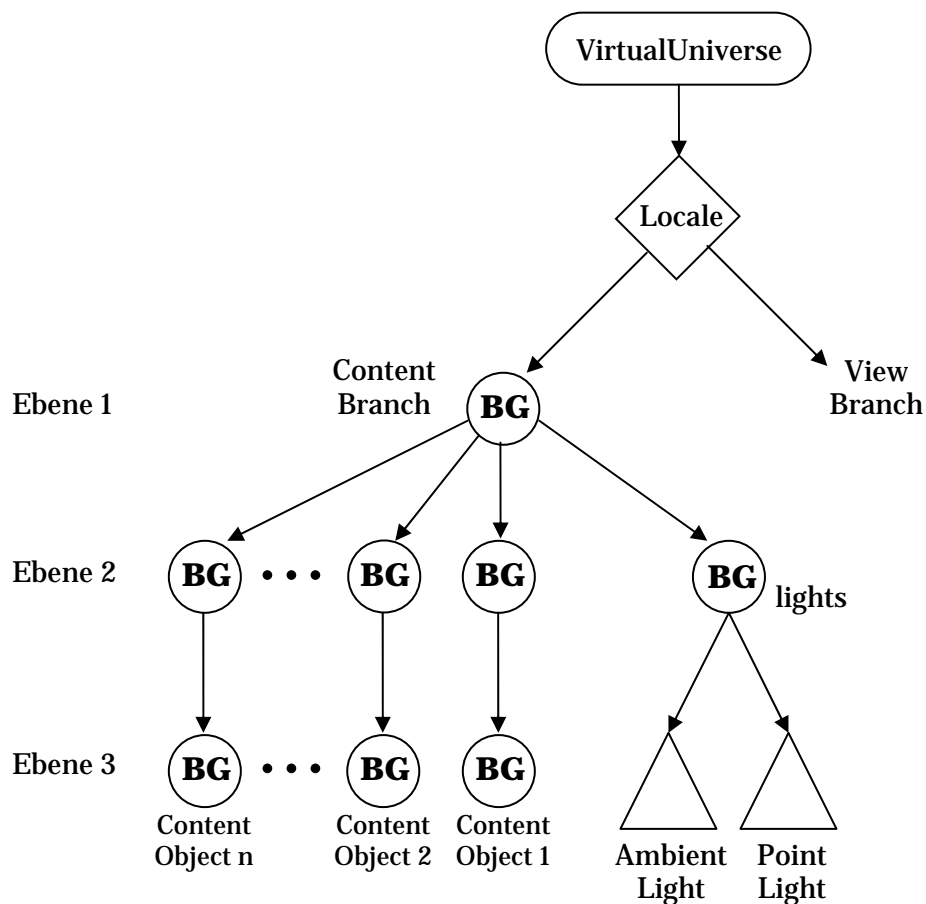 VirtualUniverse
Locale
Content
Branch
View
Branch
Ebene 1
BG
Ebene 2
BG
• • •
BG
BG
BG
lights
Ebene 3
BG
• • •
BG
BG
Content
Object n
Content
Object 2
Content
Object 1
Ambient
Light
Point
Light